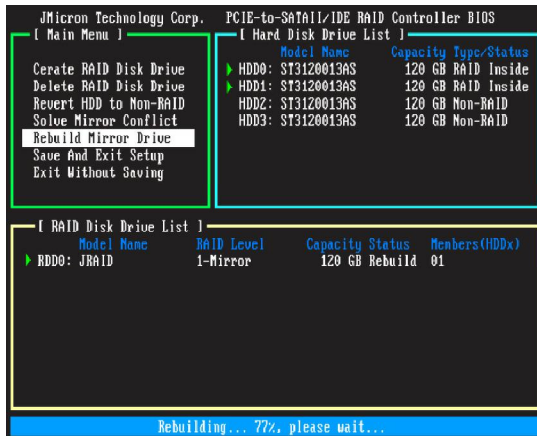 JMicron Technology Corp. PCIE-to-SATAII/IDE RAID Controller BIOS
[ Main Menu ]
Cerate RAID Disk Drive
Delete RAID Disk Drive
Revert HDD to Non-RAID
Solve Mirror Conflict
Rebuild Mirror Drive
Save And Exit Setup
Exit Without Saving
[ Hard Disk Drive List ]
Model Name Capacity Type/Status
HDD0: ST3120013AS 120 GB RAID Inside
HDD1: ST3120013AS 120 GB RAID Inside
HDD2: ST3120013AS 120 GB Non-RAID
HDD3: ST3120013AS 120 GB Non-RAID
[ RAID Disk Drive List ]
Model Name RAID Level Capacity Status Members(HDDx)
RDD0: JRAID 1-Mirror 120 GB Rebuild 01
Rebuilding... 77%, please wait...